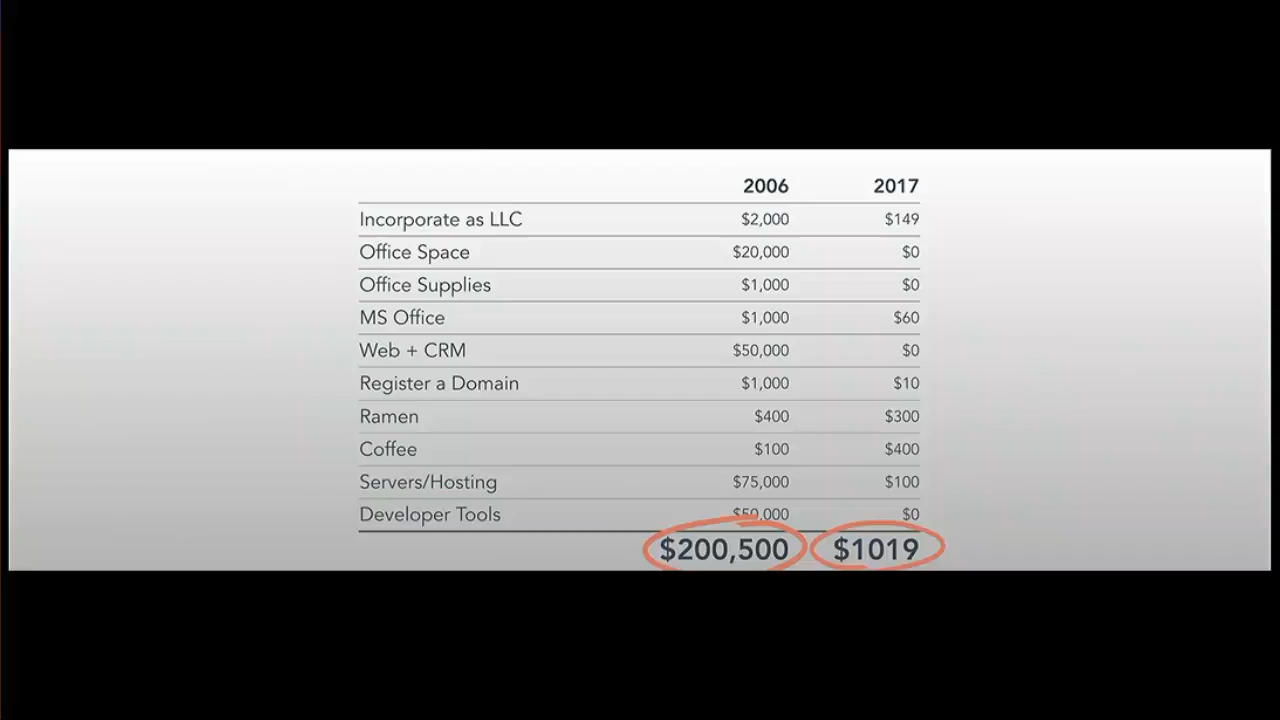 2006 2017
Incorporate as LLC $2,000 $149
Office Space $20,000 $0
Office Supplies $1,000 $0
MS Office $1,000 $60
Web + CRM $50,000 $0
Register a Domain $1,000 $10
Ramen $400 $300
Coffee $100 $400
Servers/Hosting $75,000 $100
Developer Tools $50,000 $0
$200,500 $1019